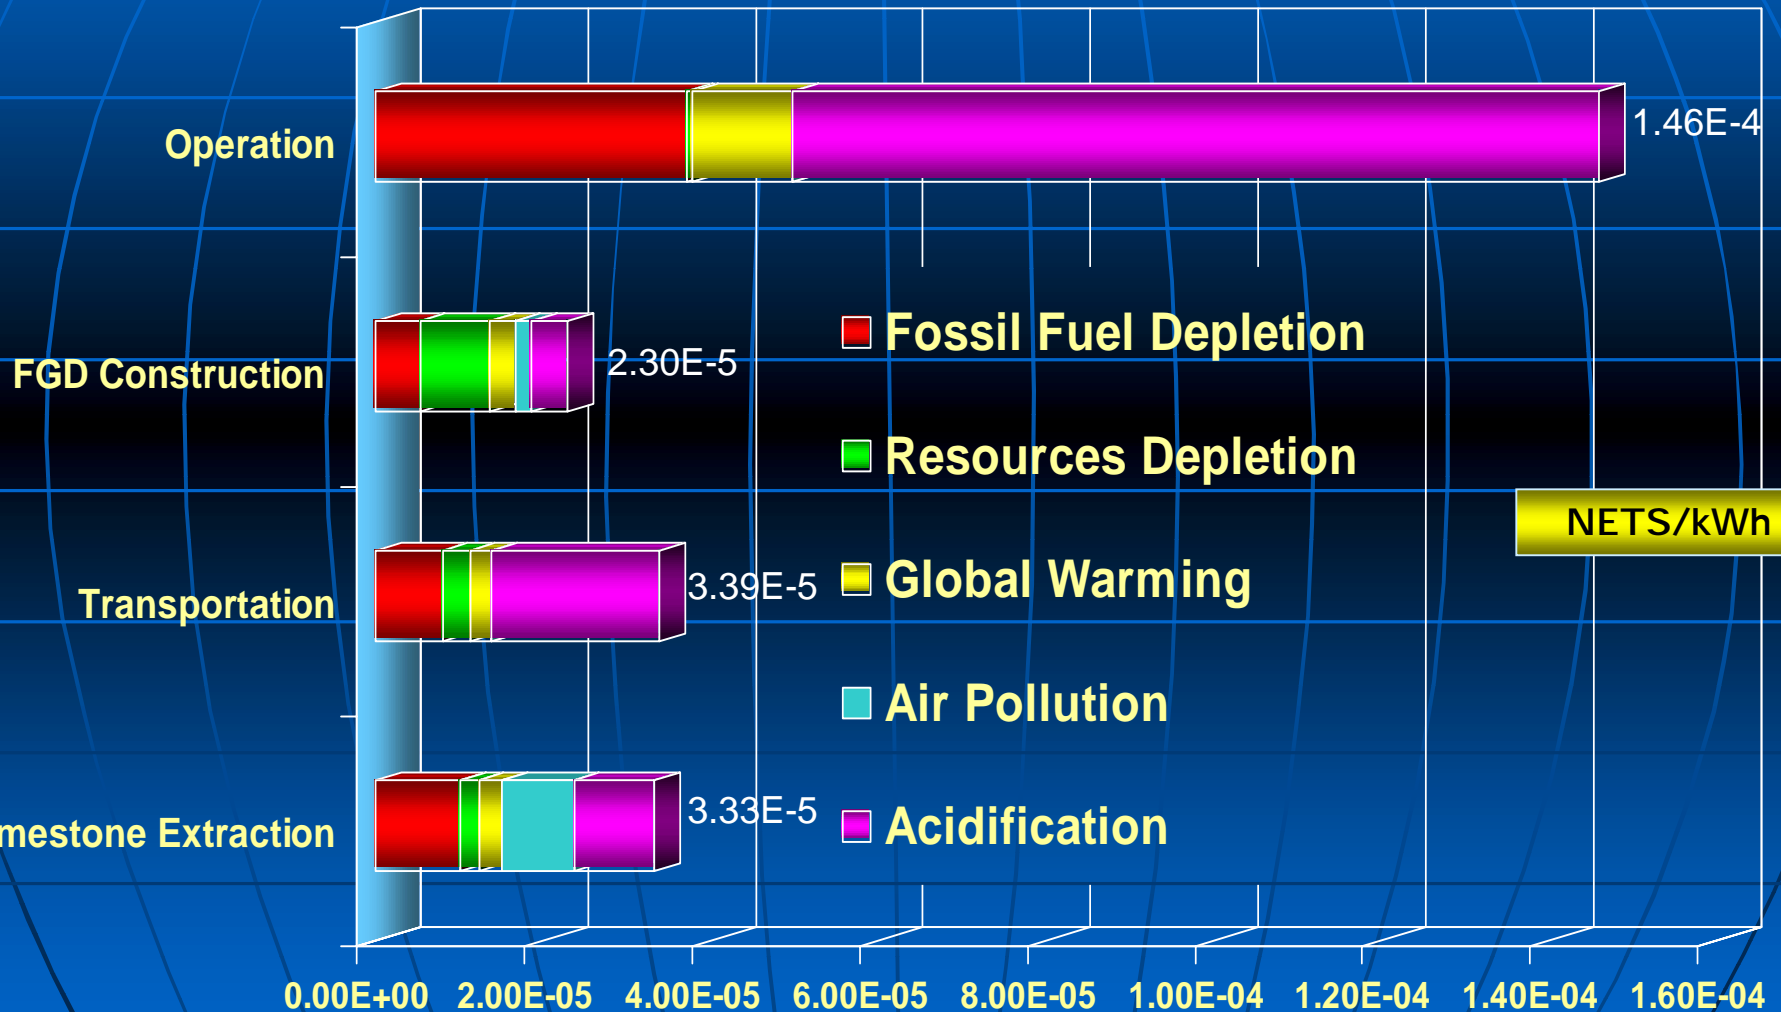 Operation
1.46E-4
FGD Construction
2.30E-5
Transportation
3.39E-5
mestone Extraction
3.33E-5
Fossil Fuel Depletion
Resources Depletion
Global Warming
Air Pollution
Acidification
NETS/kWh
0.00E+00 2.00E-05 4.00E-05 6.00E-05 8.00E-05 1.00E-04 1.20E-04 1.40E-04 1.60E-04